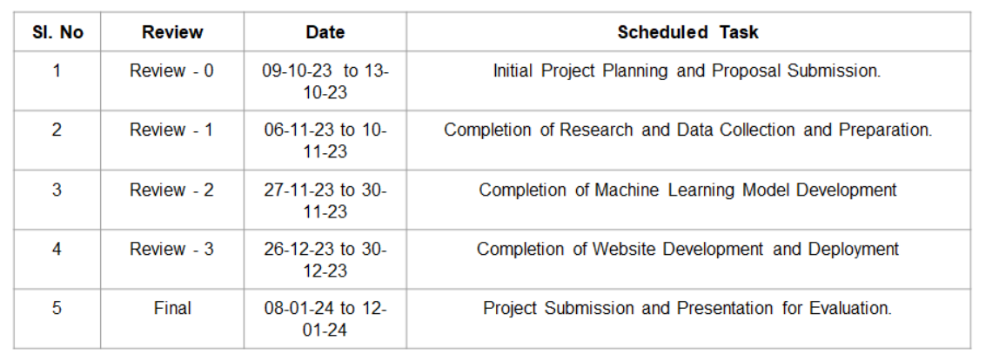 Sl. No Review Date Scheduled Task
1 Review - 0 09-10-23 to 13- Initial Project Planning and Proposal Submission.
10-23
2 Review - 1 06-11-23 to 10- Completion of Research and Data Collection and Preparation.
11-23
3 Review - 2 27-11-23 to 30- Completion of Machine Learning Model Development
11-23
4 Review - 3 26-12-23 to 30- Completion of Website Development and Deployment
12-23
5 Final 08-01-24 to 12- Project Submission and Presentation for Evaluation.
01-24